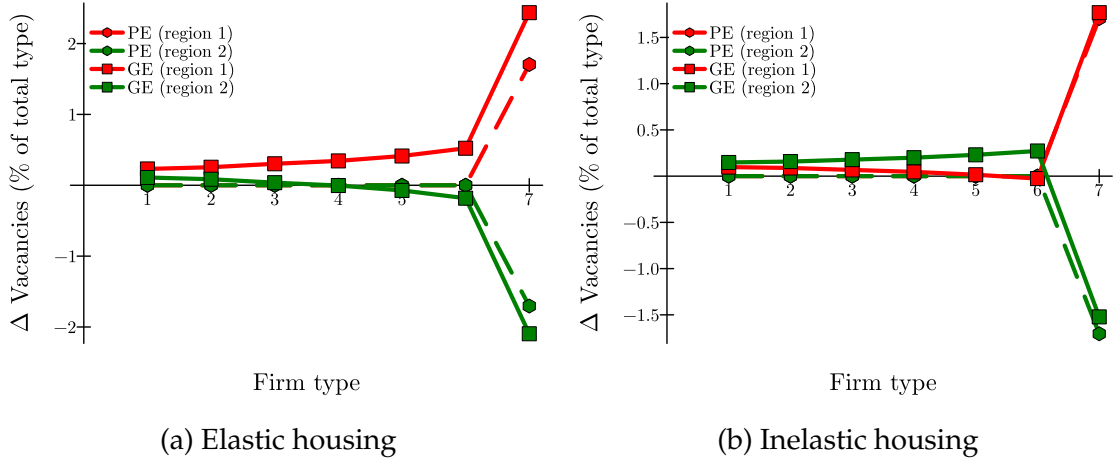 Δ Vacancies (% of total type)
PE (region 1)
PE (region 2)
GE (region 1)
GE (region 2)
2
1
−1
−2
1 2 3 4 5 7
Firm type
(a) Elastic housing
Δ Vacancies (% of total type)
PE (region 1)
PE (region 2)
GE (region 1)
GE (region 2)
1.5
1.0
0.5
−0.5
−1.0
−1.5
1 2 3 4 5 6 7
Firm type
(b) Inelastic housing